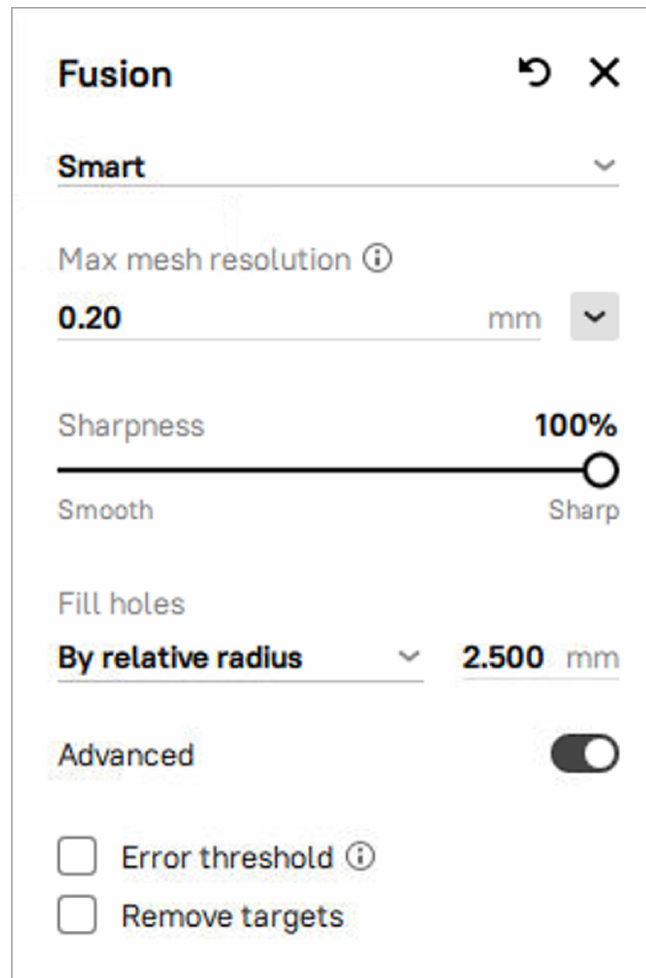 Fusion
Smart
Max mesh resolution
0.20 mm
Sharpness 100%
Smooth Sharp
Fill holes
By relative radius 2.500 mm
Advanced
Error threshold
Remove targets